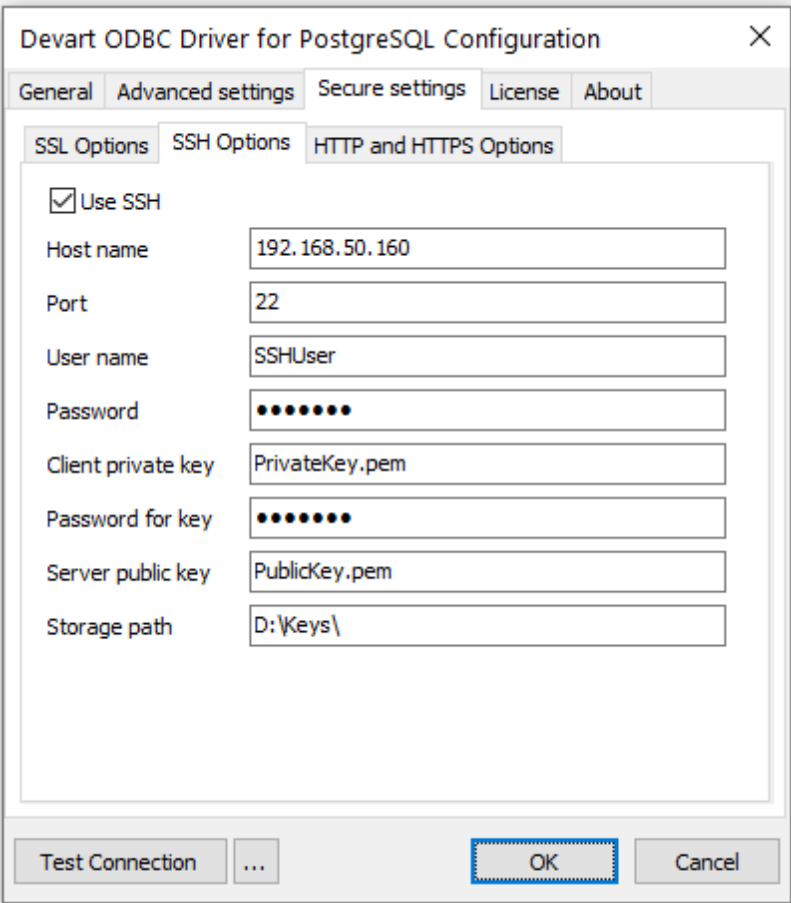 Devart ODBC Driver for PostgreSQL Configuration
General Advanced settings Secure settings License About
SSL Options SSH Options HTTP and HTTPS Options
Use SSH
Host name 192.168.50.160
Port 22
User name SSHUser
Password •••••••
Client private key PrivateKey.pem
Password for key •••••••
Server public key PublicKey.pem
Storage path D:\Keys\
Test Connection ... OK Cancel